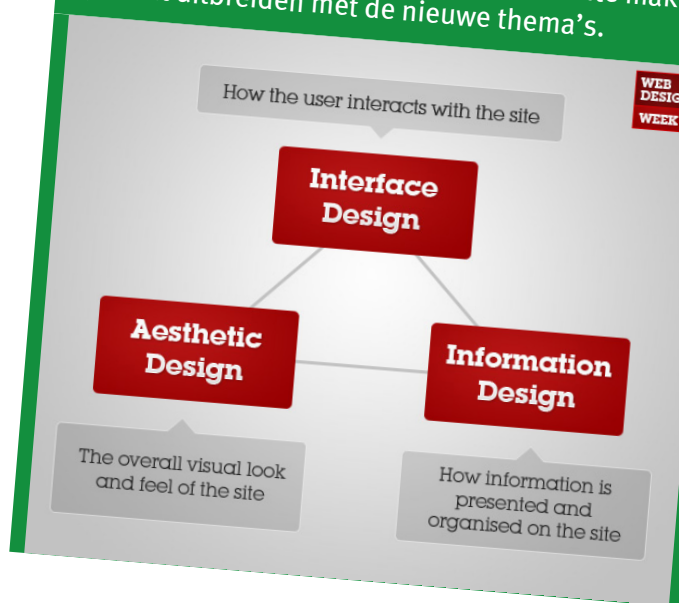 uitbreiden met de nieuwe thema's.
WEB
WEEK
How the user interacts with the site
Interface
Design
Aesthetic
Design
Information
Design
The overall visual look
and feel of the site
How information is
presented and
organised on the site